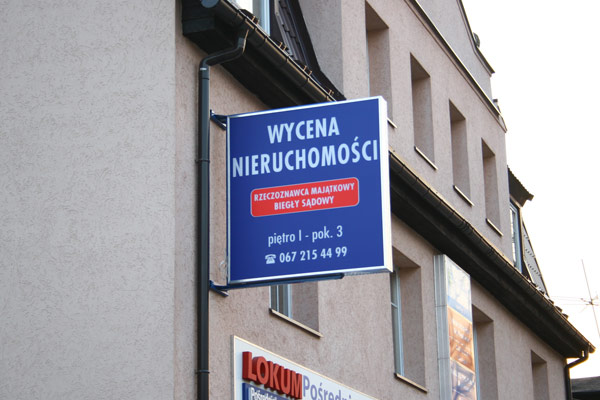 WYCENA
NIERUCHOMOŚCI
RZECZOZNAWCA MAJĄTKOWY
BIEGŁY SĄDOWY
piętro I - pok. 3
☎ 067 215 44 99
LOKUM